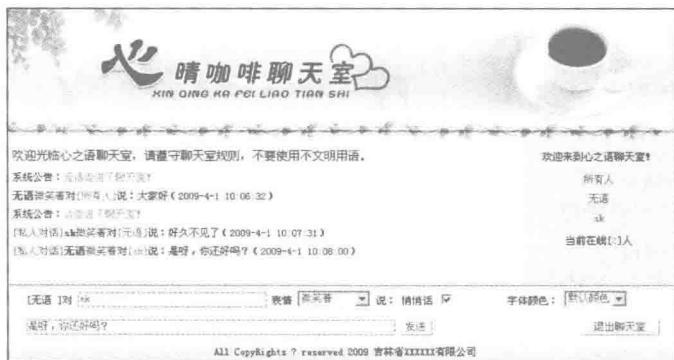 心晴咖啡聊天室
XIN QING KA FEI LIAO TIAN SHI
欢迎光临心之语聊天室，请遵守聊天室规则，不要使用不文明用语。
系统公告：
无语微笑着对[所有人]说：大家好（2009-4-1 10:06:32）
系统公告：
[私人对话]sk微笑着对[无语]说：好久不见了（2009-4-1 10:07:31）
[私人对话]无语微笑着对[sk]说：是呀，你还好吗？（2009-4-1 10:08:00）
欢迎来到心之语聊天室！
所有人
无语
sk
当前在线[2]人
[无语 ]对 sk 表情 微笑着 说： 悄悄话 字体颜色： 默认颜色
是呀，你还好吗？ 发送 退出聊天室
All CopyRights ? reserved 2009 吉林省XXXXXX有限公司